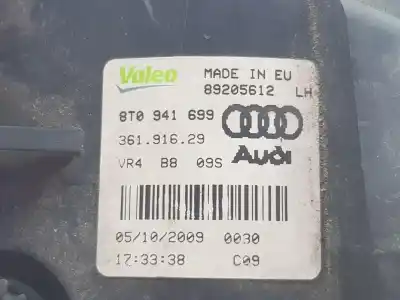 Valeo MADE IN EU
89205612 LH
8T0 941 699
361.916.29 Audi
VR4 B8 09S
05/10/2009 0030
17:33:38 C09